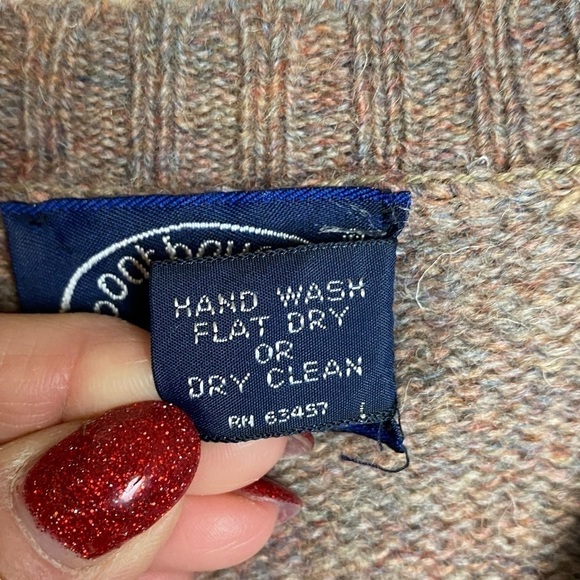 HAND WASH
FLAT DRY
OR
DRY CLEAN
RN 63457